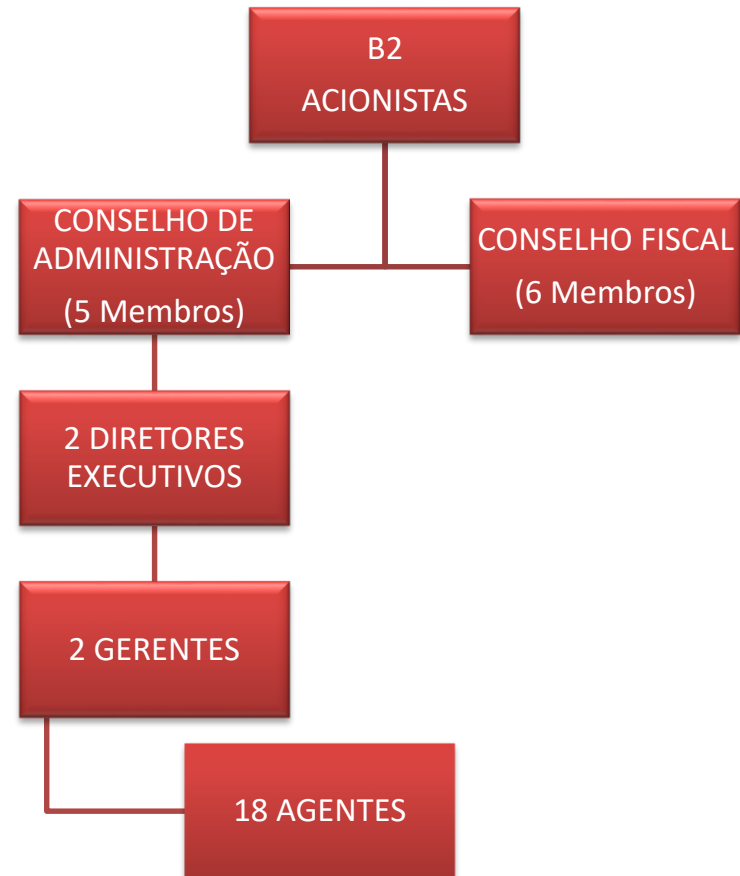 B2
ACIONISTAS
CONSELHO DE
ADMINISTRAÇÃO
(5 Membros)
CONSELHO FISCAL
(6 Membros)
2 DIRETORES
EXECUTIVOS
2 GERENTES
18 AGENTES